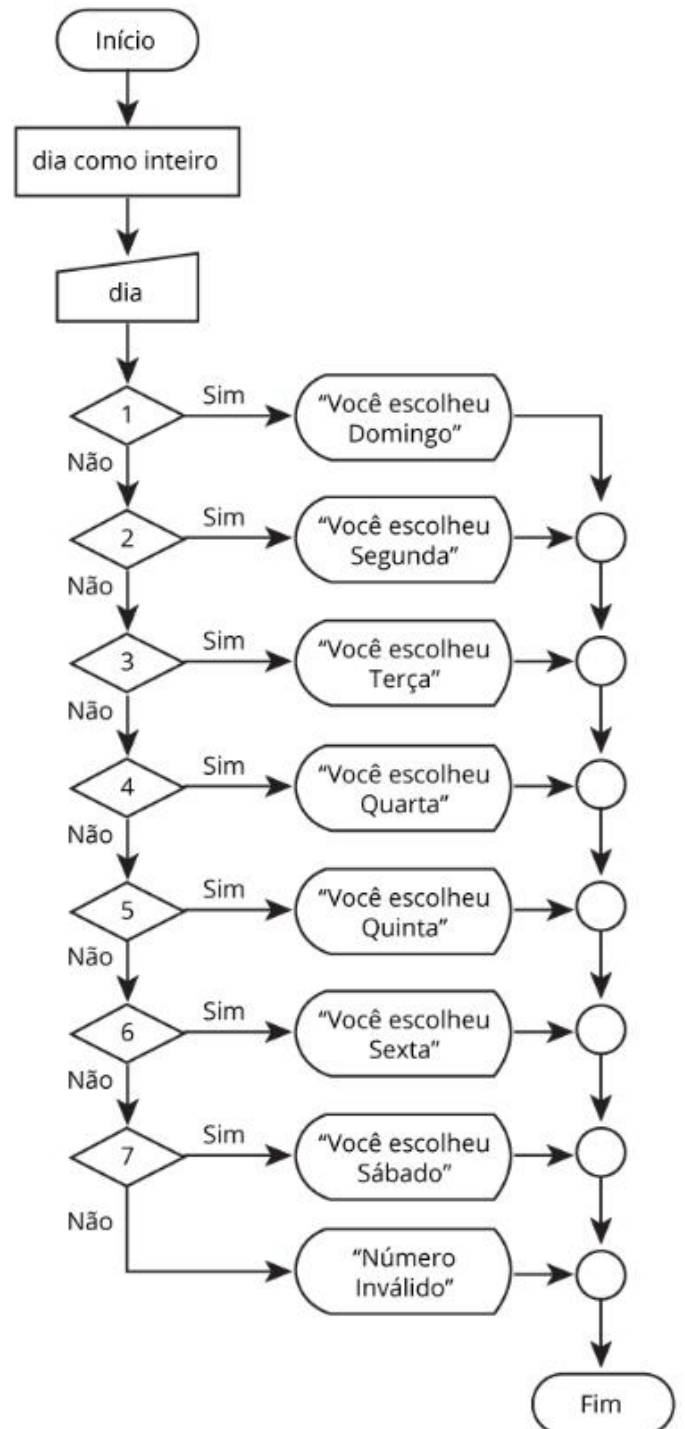 Início
dia como inteiro
dia
1
Sim
“Você escolheu
Domingo”
Não
2
Sim
“Você escolheu
Segunda”
Não
3
Sim
“Você escolheu
Terça”
Não
4
Sim
“Você escolheu
Quarta”
Não
5
Sim
“Você escolheu
Quinta”
Não
6
Sim
“Você escolheu
Sexta”
Não
7
Sim
“Você escolheu
Sábado”
Não
“Número
Inválido”
Fim